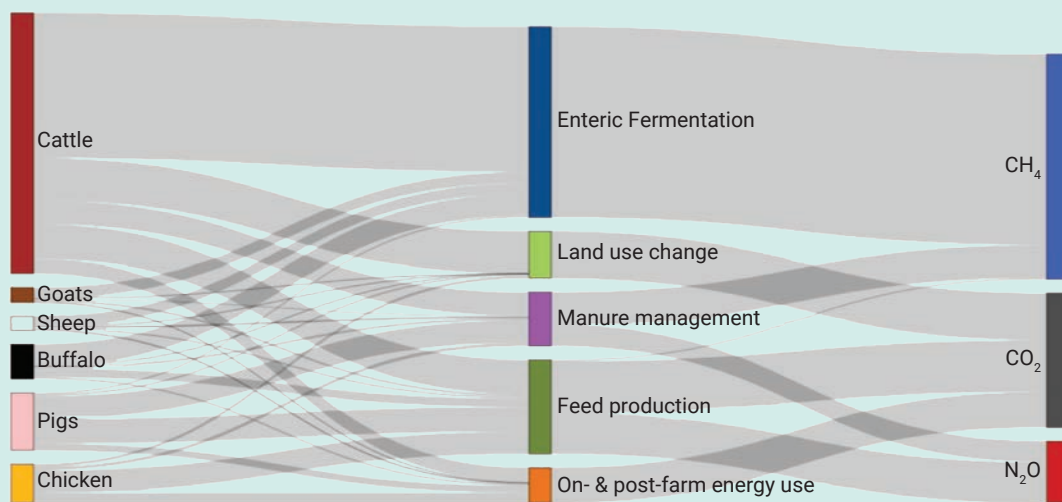 Cattle
Goats
Sheep
Buffalo
Pigs
Chicken
Enteric Fermentation
Land use change
Manure management
Feed production
On- & post-farm energy use
CH₄
CO₂
N₂O